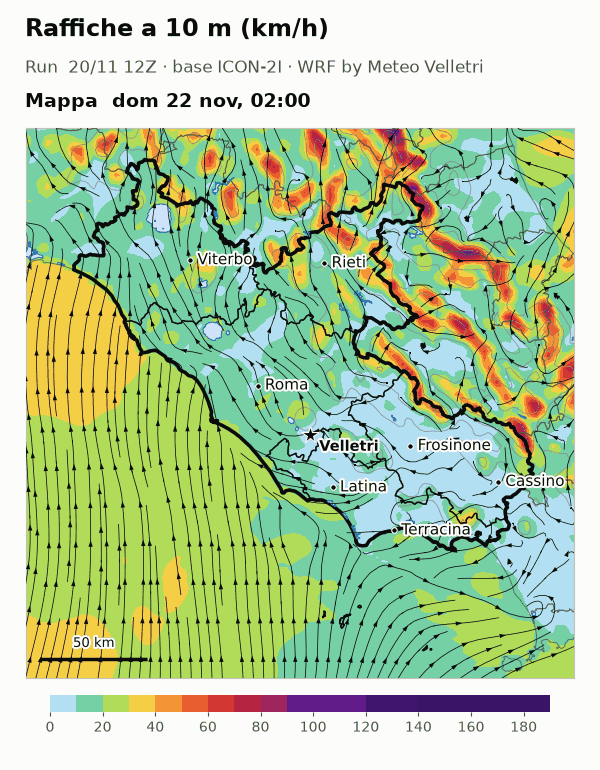 Raffiche a 10 m (km/h)
Run  20/11 12Z · base ICON-2I · WRF by Meteo Velletri
Mappa  dom 22 nov, 02:00
Viterbo
Rieti
Roma
Velletri
Frosinone
Latina
Cassino
Terracina
50 km
0 20 40 60 80 100 120 140 160 180